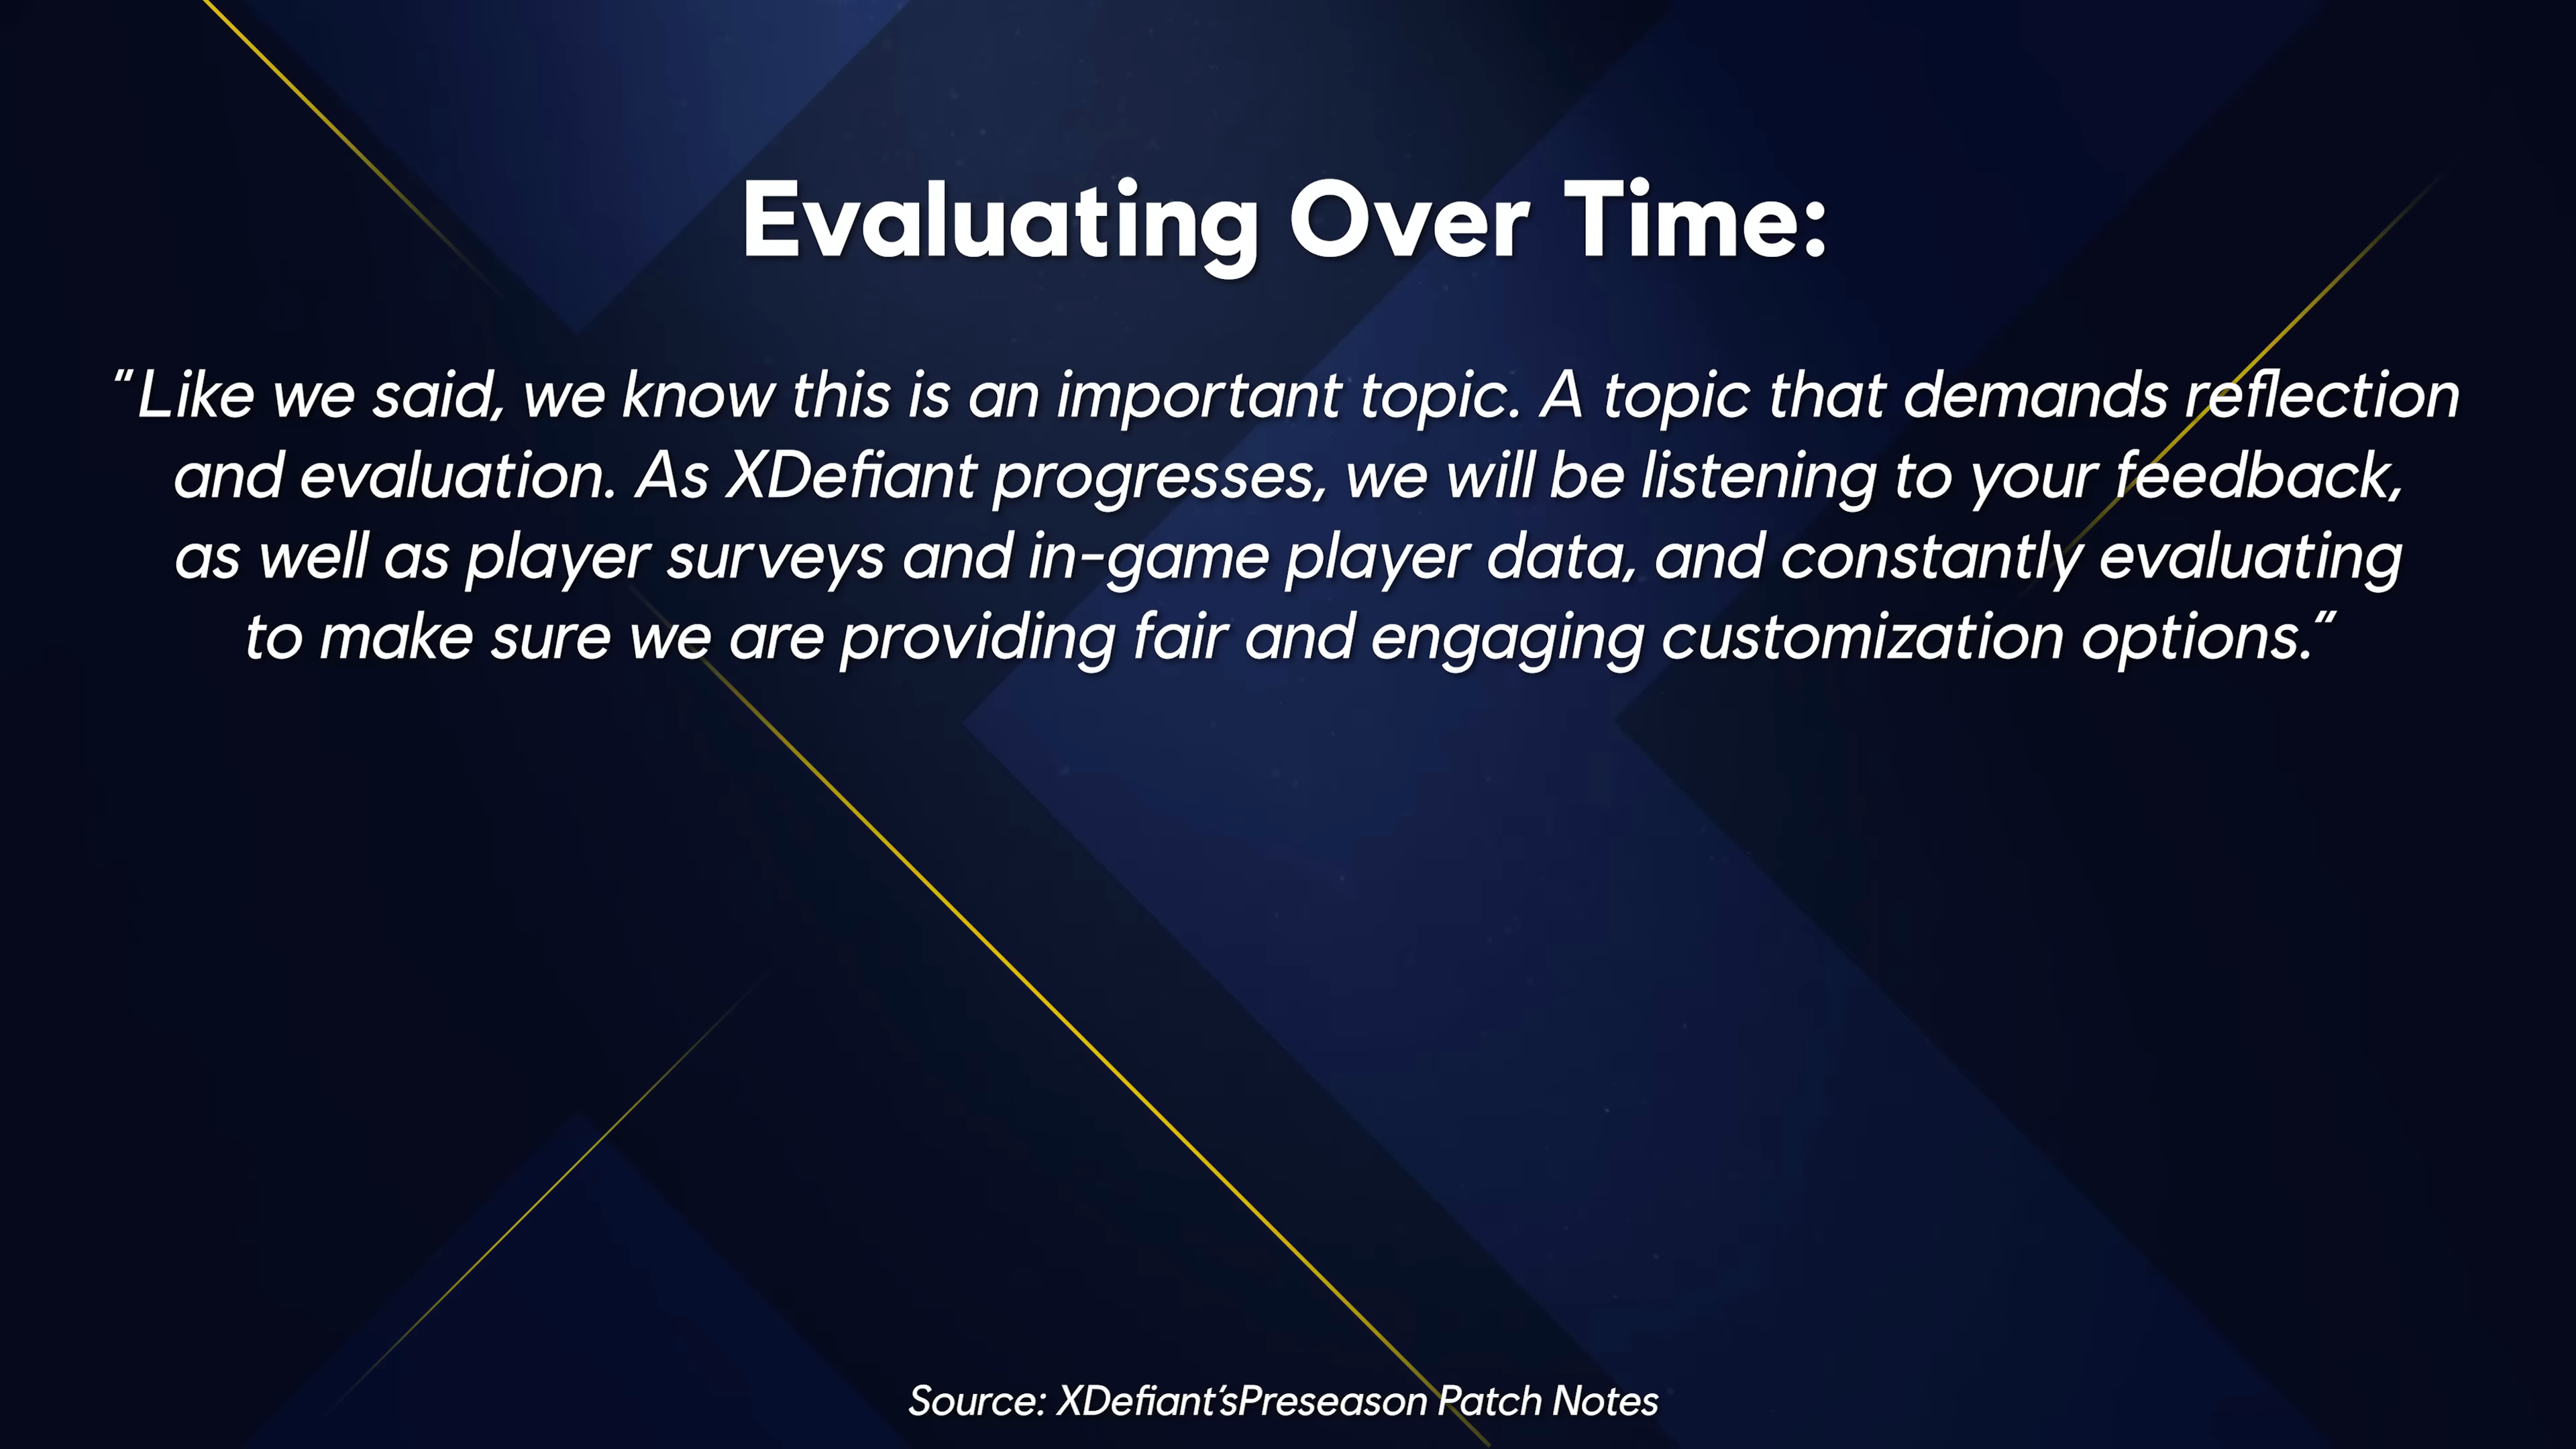 Evaluating Over Time:
“Like we said, we know this is an important topic. A topic that demands reflection
and evaluation. As XDefiant progresses, we will be listening to your feedback,
as well as player surveys and in-game player data, and constantly evaluating
to make sure we are providing fair and engaging customization options.”
Source: XDefiant’sPreseason Patch Notes